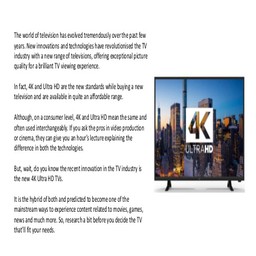 The world of television has evolved tremendously over the past few
years. New innovations and technologies have revolutionised the TV
industry with a new range of televisions, offering exceptional picture
quality for a brilliant TV viewing experience.
In fact, 4K and Ultra HD are the new standards while buying a new
television and are available in quite an affordable range.
Although, on a consumer level, 4K and Ultra HD mean the same and
often used interchangeably. If you ask the pros in video production
or cinema, they can give you an hour's lecture explaining the
difference in both the technologies.
But, wait, do you know the recent innovation in the TV industry is
the new 4K Ultra HD TVs.
It is the hybrid of both and predicted to become one of the
mainstream ways to experience content related to movies, games,
news and much more. So, research a bit before you decide the TV
that'll fit your needs.
4K
ULTRAHD